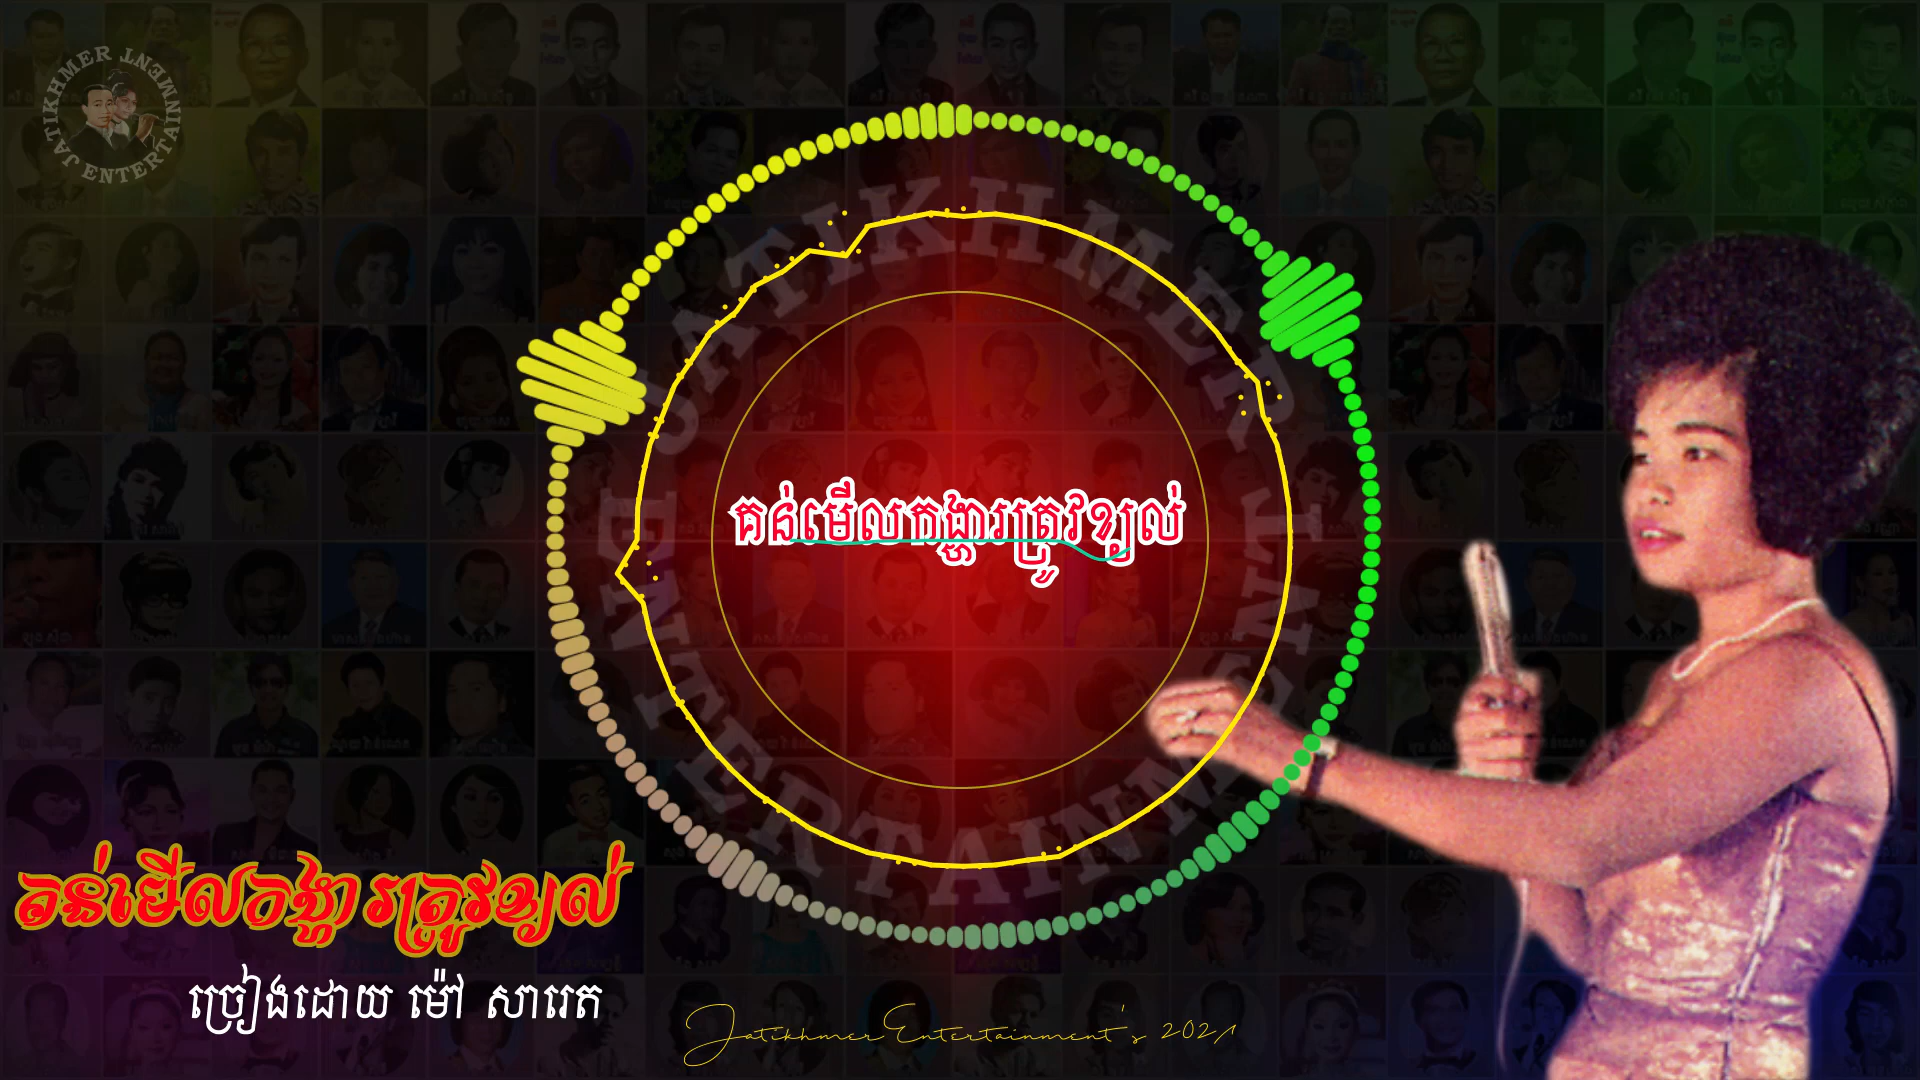 JATIKHMER ENTERTAINMENT
JATIKHMER ENTERTAINMENT
គន់មើលកង្ហារត្រូវខ្យល់
គន់មើលកង្ហារត្រូវខ្យល់
ច្រៀងដោយ ម៉ៅ សារេត
JatikhmerEntertainment's 2021